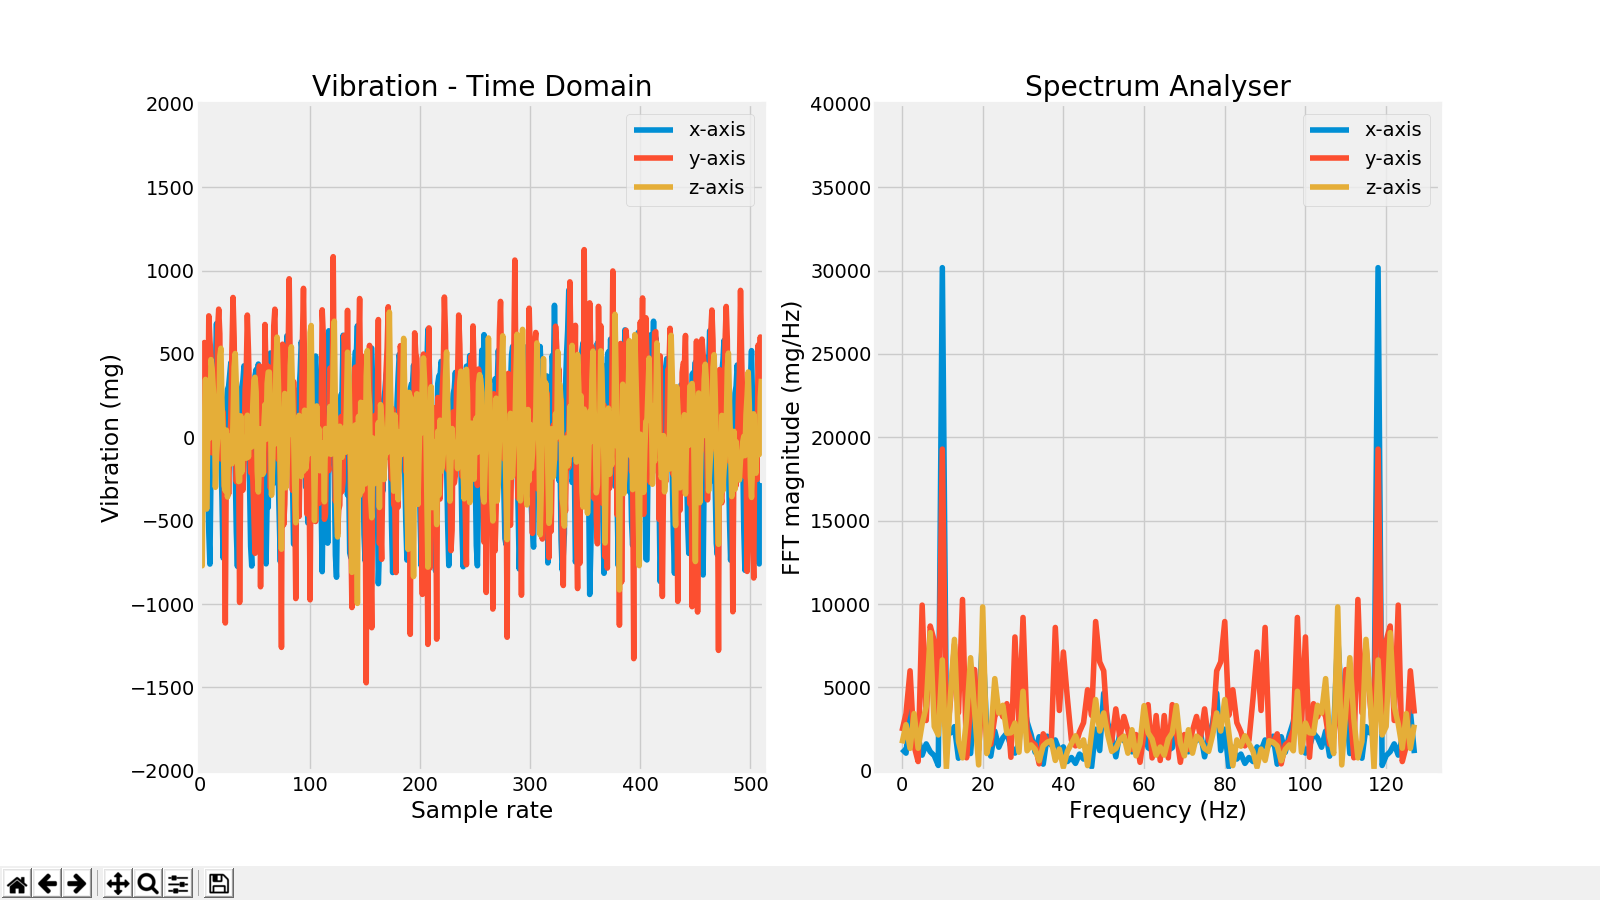 Vibration - Time Domain
2000
1500
1000
500
0
−500
−1000
−1500
−2000
Vibration (mg)
0 100 200 300 400 500
Sample rate
x-axis
y-axis
z-axis
Spectrum Analyser
40000
35000
30000
25000
20000
15000
10000
5000
0
FFT magnitude (mg/Hz)
0 20 40 60 80 100 120
Frequency (Hz)
x-axis
y-axis
z-axis